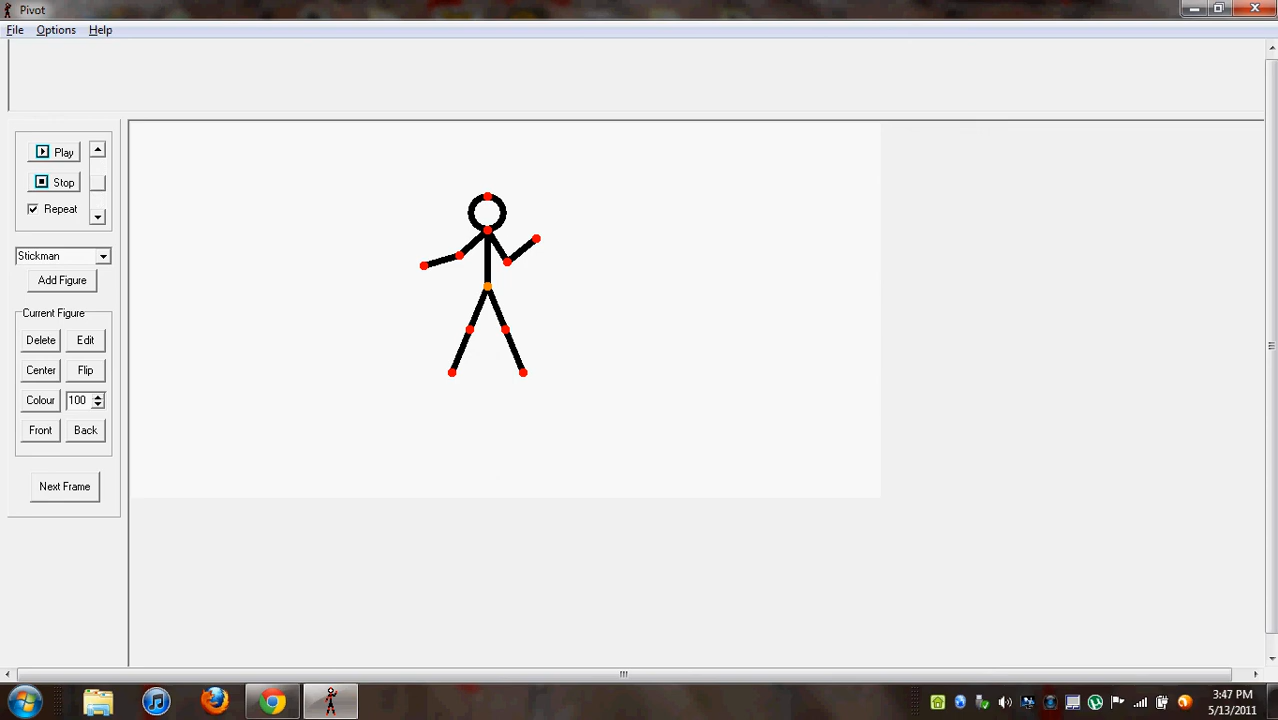 Pivot
File Options Help
Play
Stop
Repeat
Stickman
Add Figure
Current Figure
Delete Edit
Center Flip
Colour 100
Front Back
Next Frame
3:47 PM
5/13/2011